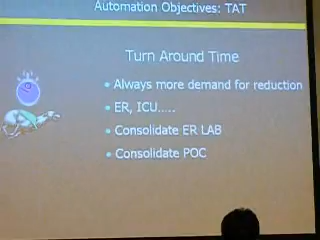 Automation Objectives: TAT
Turn Around Time
• Always more demand for reduction
• ER, ICU.....
• Consolidate ER LAB
• Consolidate POC